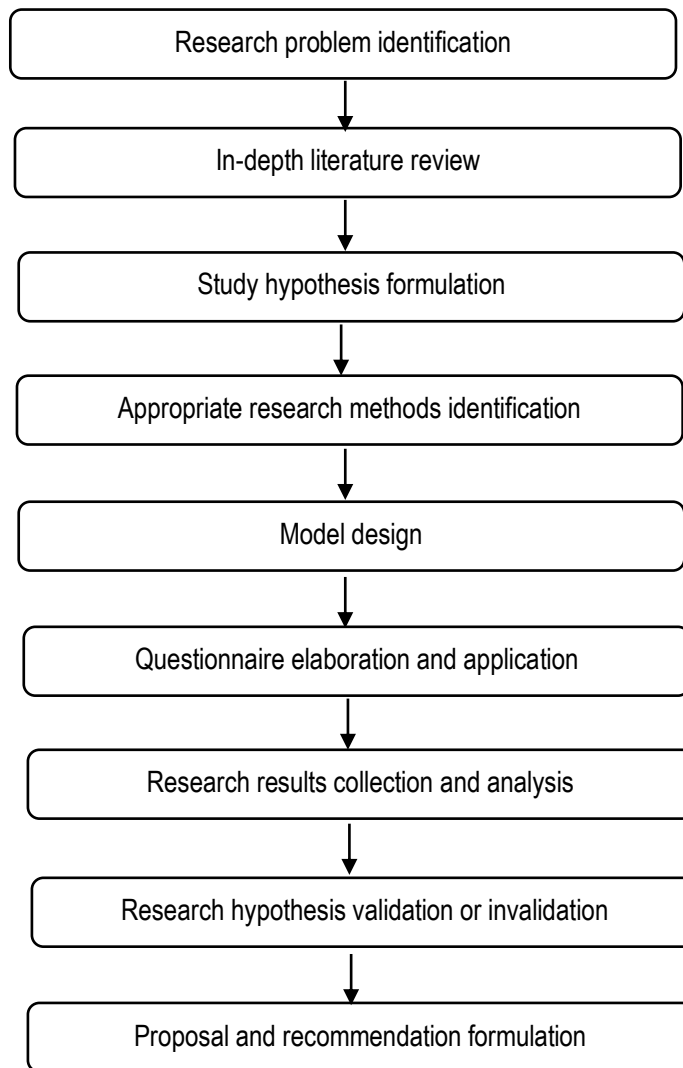 Research problem identification
In-depth literature review
Study hypothesis formulation
Appropriate research methods identification
Model design
Questionnaire elaboration and application
Research results collection and analysis
Research hypothesis validation or invalidation
Proposal and recommendation formulation